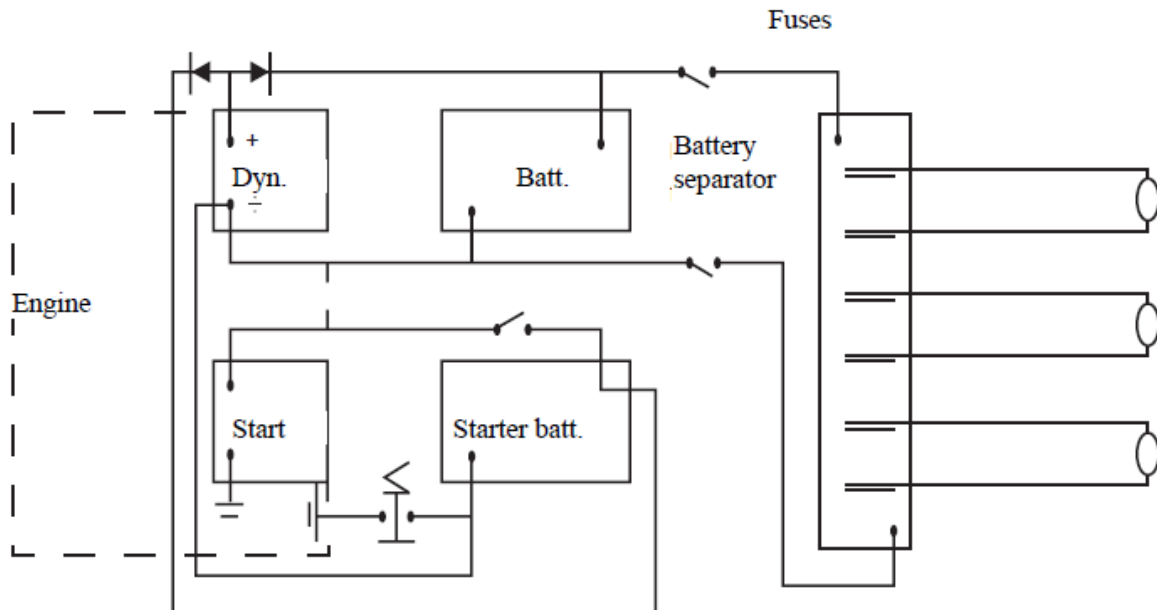 Fuses
+
Dyn.
÷
Batt.
Battery
separator
Engine
Start
Starter batt.